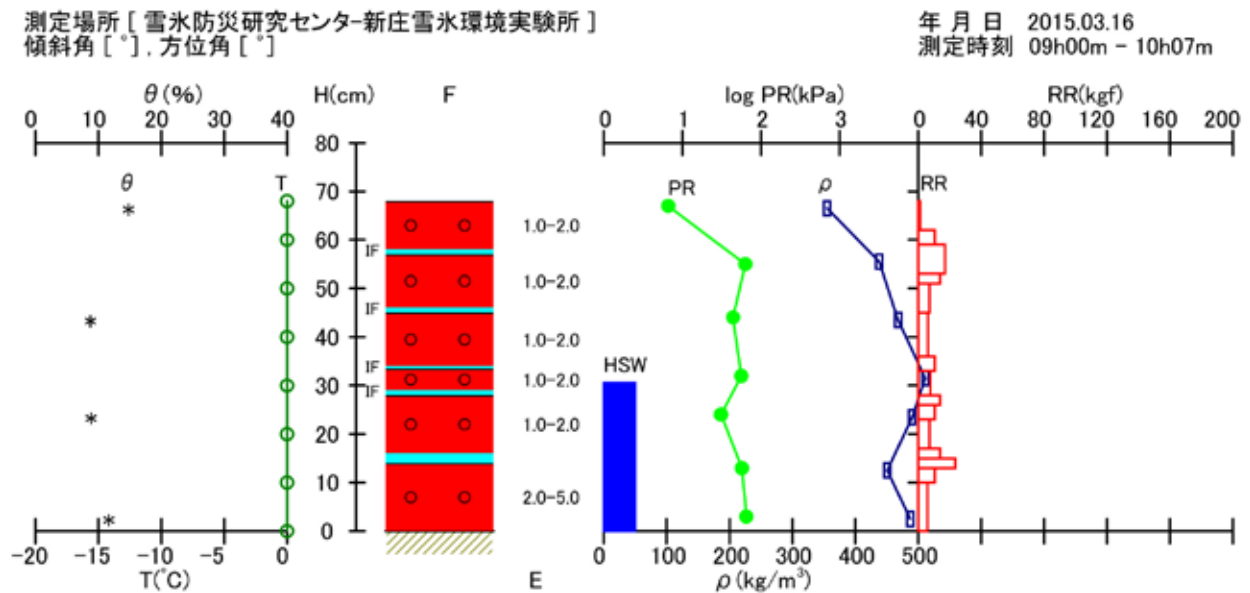 測定場所 [ 雪氷防災研究センター新庄雪氷環境実験所 ]
年 月 日 2015.03.16
傾斜角 [ °] , 方位角 [ °]
測定時刻 09h00m - 10h07m
θ (%) H(cm) F log PR(kPa) RR(kgf)
0 10 20 30 40 0 1 2 3 0 40 80 120 160 200
80
θ T 70 PR ρ RR
1.0-2.0
60
IF
1.0-2.0
50
IF
40 1.0-2.0
IF HSW
30 1.0-2.0
IF
20 1.0-2.0
10 2.0-5.0
0
-20 -15 -10 -5 0 0 100 200 300 400 500
T(°C) E ρ (kg/m³)